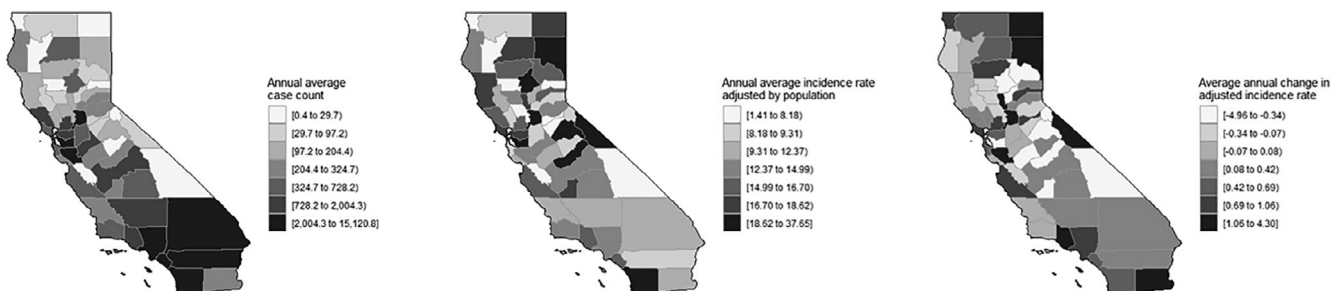 Annual average
case count
[0.4 to 29.7)
[29.7 to 97.2)
[97.2 to 204.4)
[204.4 to 324.7)
[324.7 to 728.2)
[728.2 to 2,004.3)
[2,004.3 to 15,120.8]
Annual average incidence rate
adjusted by population
[1.41 to 8.18)
[8.18 to 9.31)
[9.31 to 12.37)
[12.37 to 14.99)
[14.99 to 16.70)
[16.70 to 18.62)
[18.62 to 37.65]
Average annual change in
adjusted incidence rate
[-4.96 to -0.34)
[-0.34 to -0.07)
[-0.07 to 0.08)
[0.08 to 0.42)
[0.42 to 0.69)
[0.69 to 1.06)
[1.06 to 4.30]